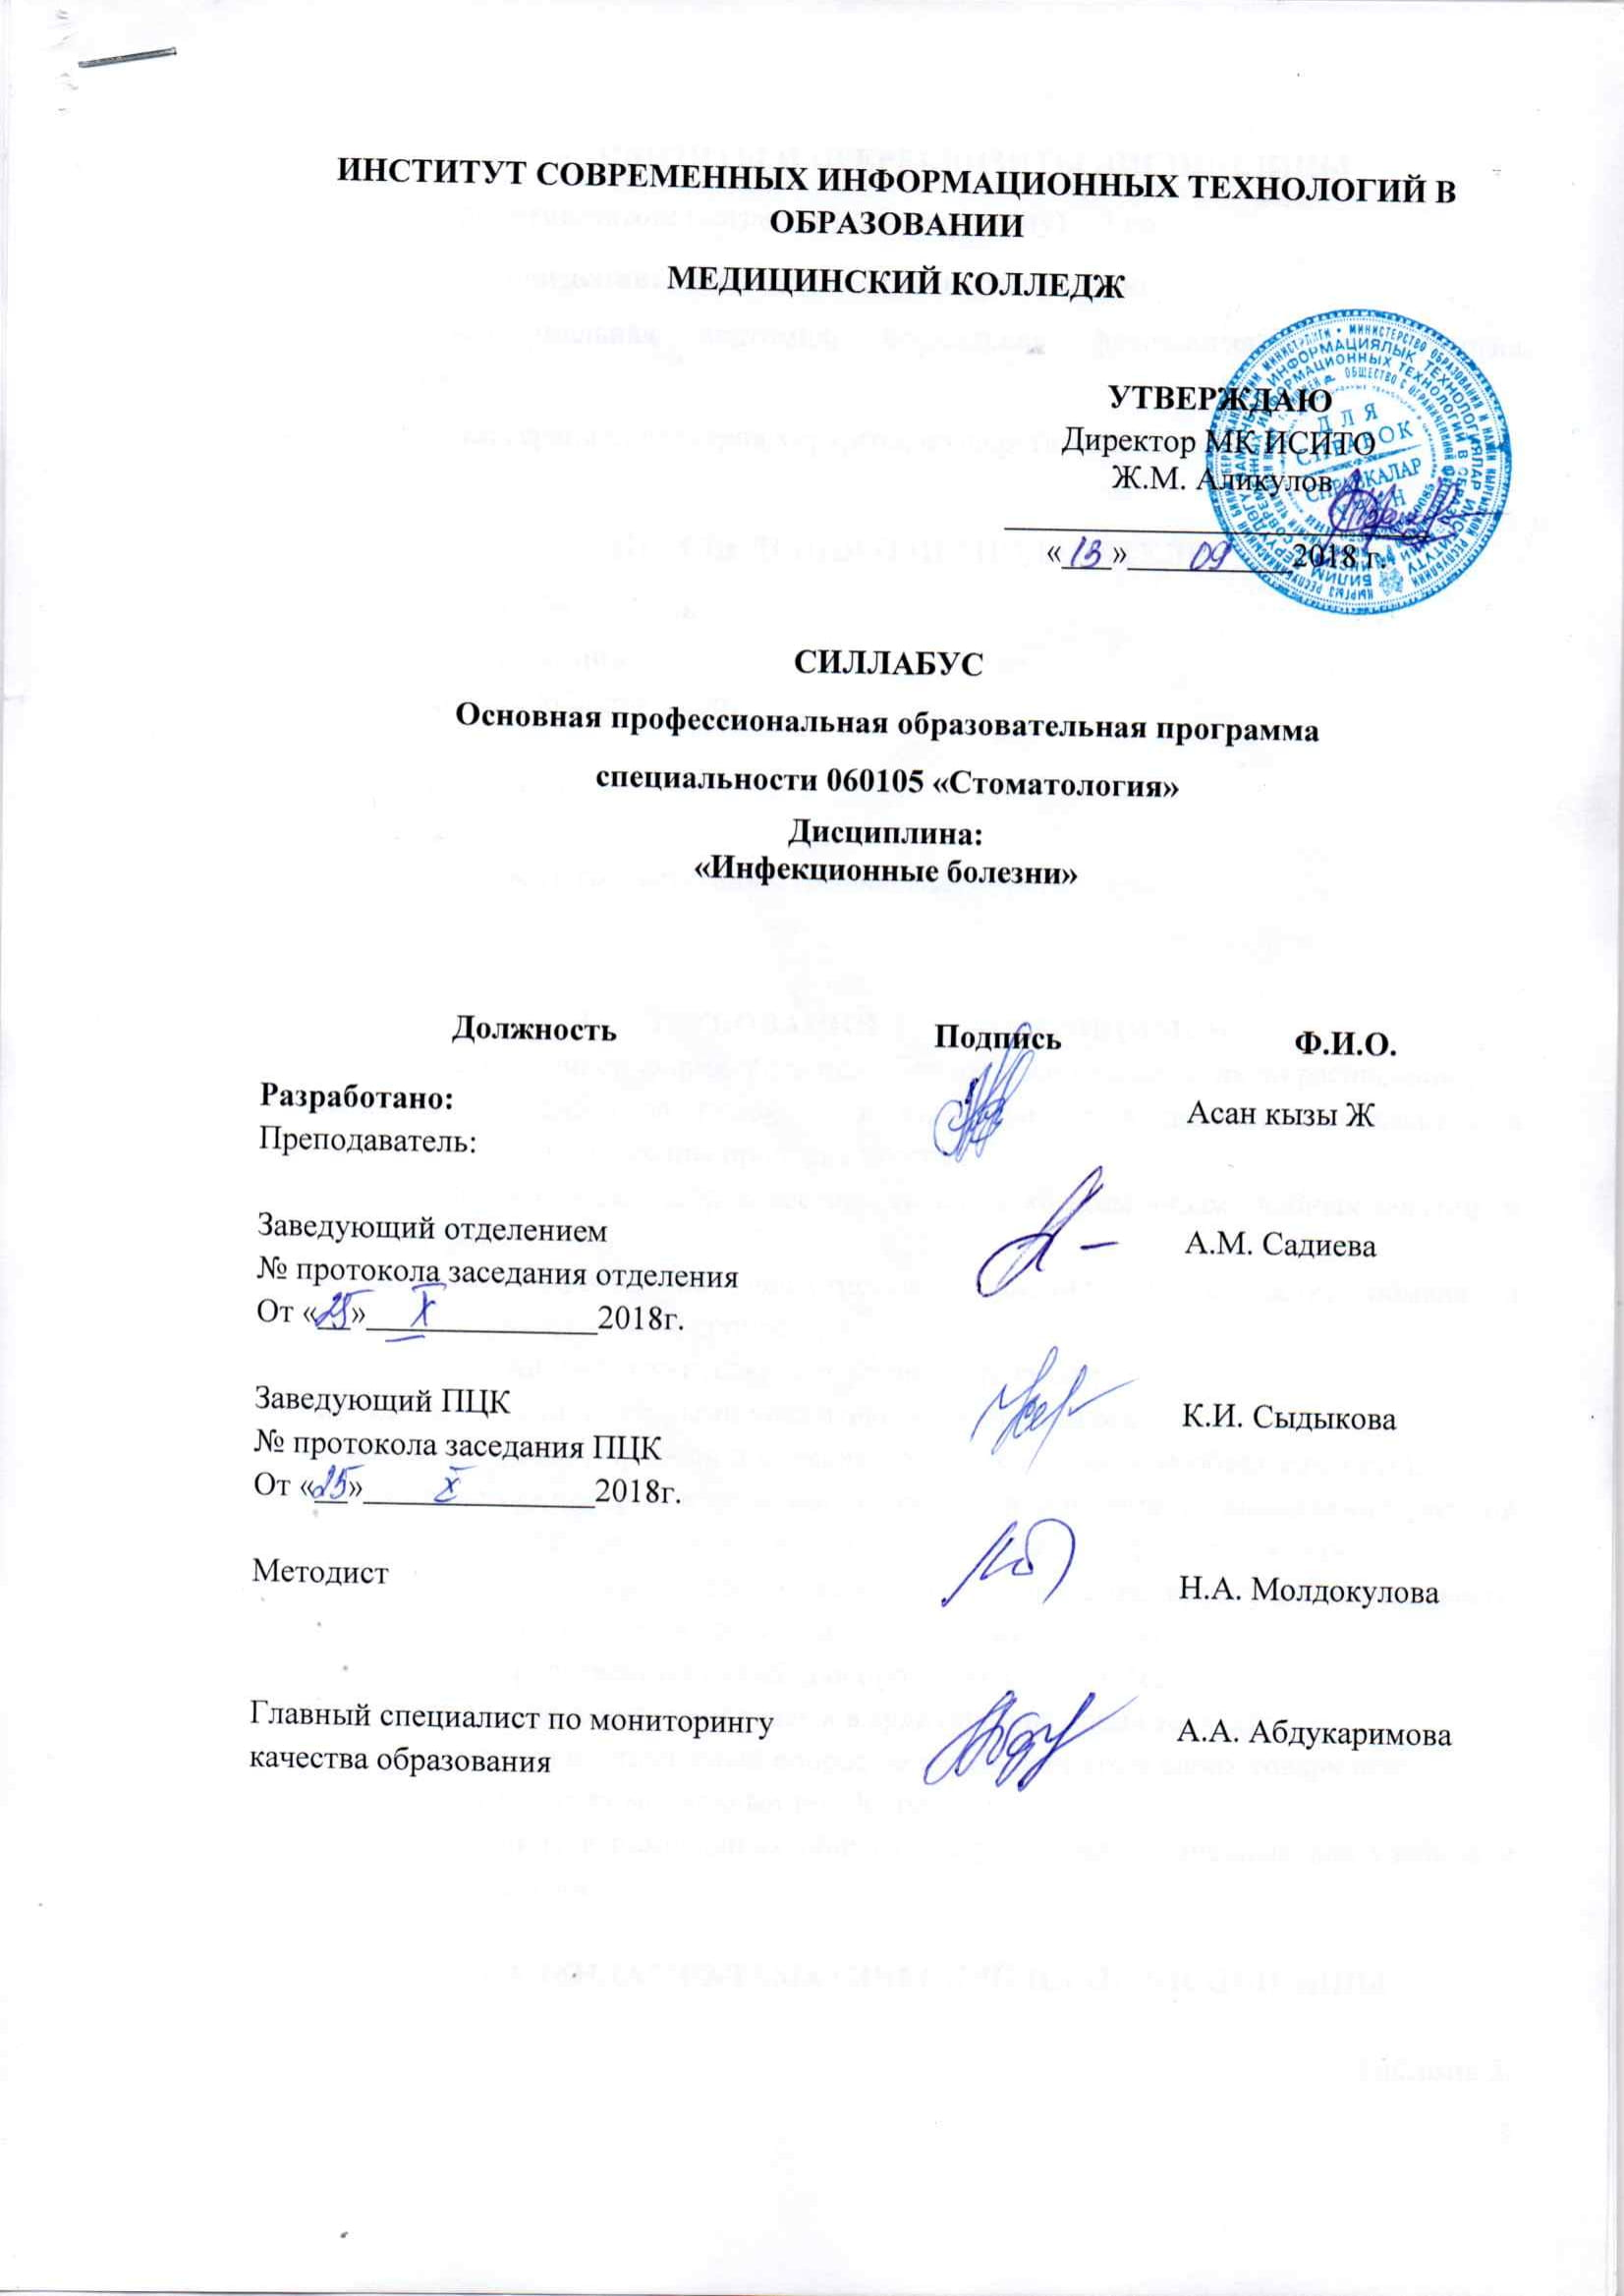 ИНСТИТУТ СОВРЕМЕННЫХ ИНФОРМАЦИОННЫХ ТЕХНОЛОГИЙ В
ОБРАЗОВАНИИ
МЕДИЦИНСКИЙ КОЛЛЕДЖ
УТВЕРЖДАЮ
Директор МК ИСИТО
Ж.М. Аликулов
«13» 09 2018 г.
ДЛЯ
СПРАВОК
СПРАВКАЛАР
СИЛЛАБУС
Основная профессиональная образовательная программа
специальности 060105 «Стоматология»
Дисциплина:
«Инфекционные болезни»
Должность Подпись Ф.И.О.
Разработано:
Преподаватель: Асан кызы Ж
Заведующий отделением А.М. Садиева
№ протокола заседания отделения
От «25» X 2018г.
Заведующий ПЦК К.И. Сыдыкова
№ протокола заседания ПЦК
От «25» X 2018г.
Методист Н.А. Молдокулова
Главный специалист по мониторингу А.А. Абдукаримова
качества образования